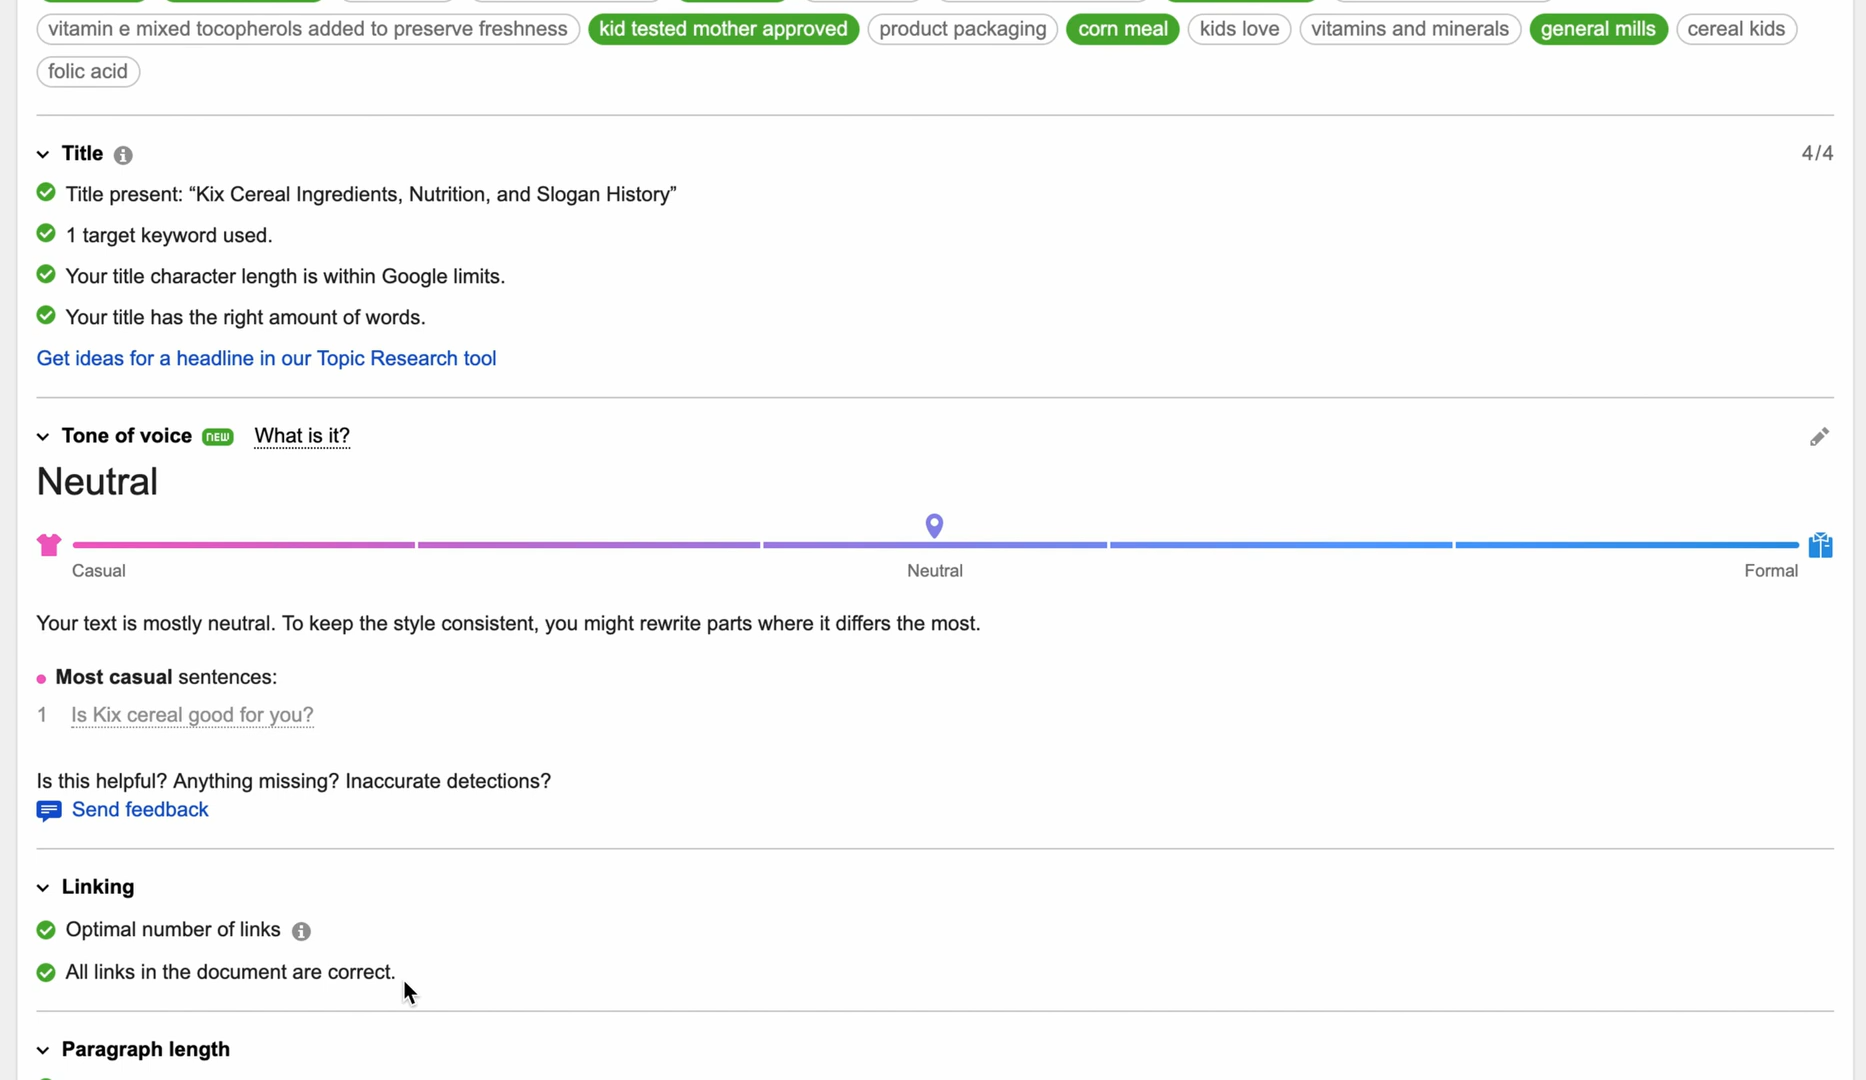 vitamin e mixed tocopherols added to preserve freshness kid tested mother approved product packaging corn meal kids love vitamins and minerals general mills cereal kids
folic acid
Title 4/4
Title present: “Kix Cereal Ingredients, Nutrition, and Slogan History”
1 target keyword used.
Your title character length is within Google limits.
Your title has the right amount of words.
Get ideas for a headline in our Topic Research tool
Tone of voice NEW What is it?
Neutral
Casual Neutral Formal
Your text is mostly neutral. To keep the style consistent, you might rewrite parts where it differs the most.
Most casual sentences:
1 Is Kix cereal good for you?
Is this helpful? Anything missing? Inaccurate detections?
Send feedback
Linking
Optimal number of links
All links in the document are correct.
Paragraph length